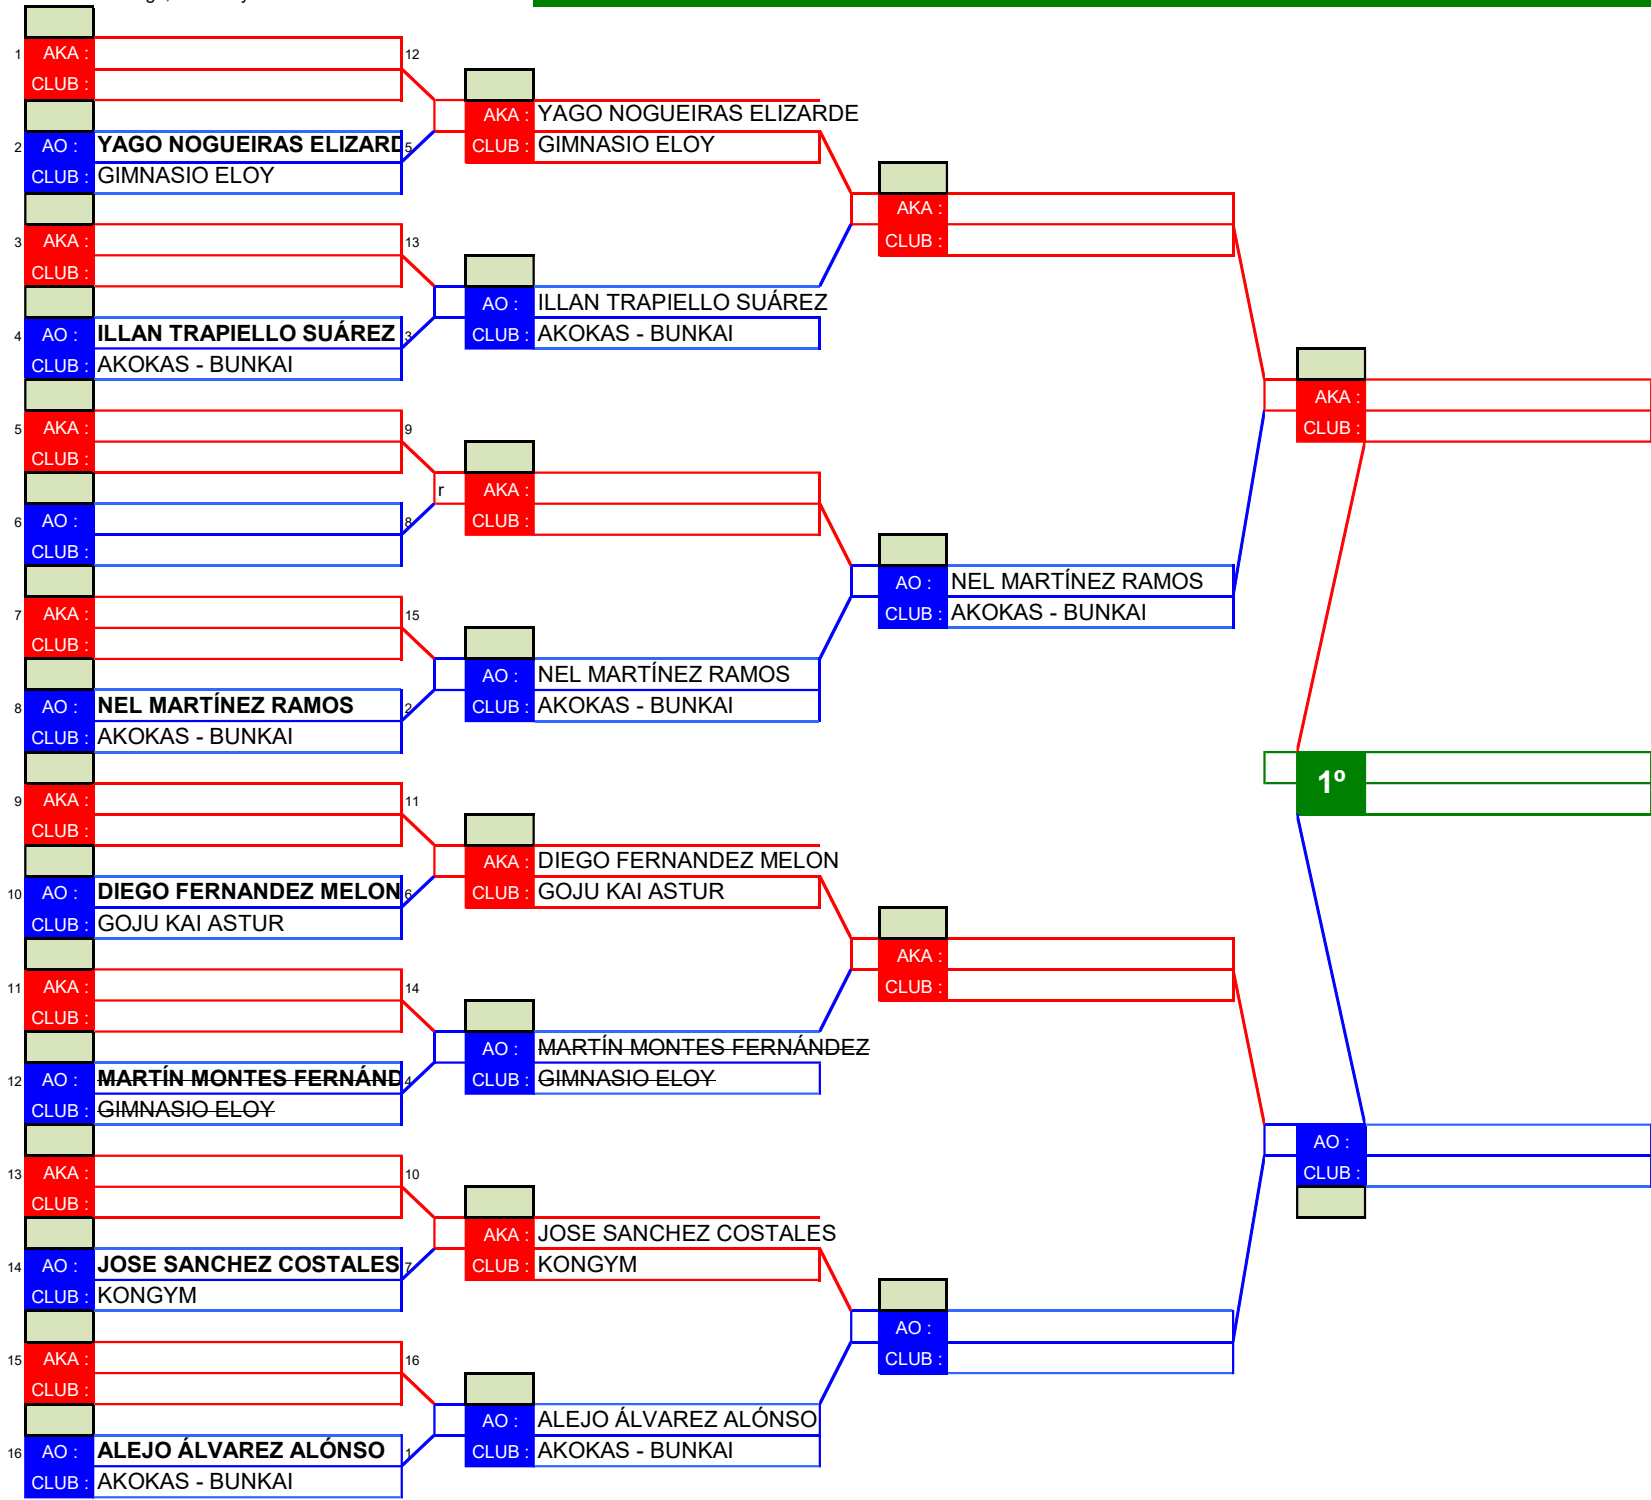 1 AKA : 12
CLUB :
2 AO : YAGO NOGUEIRAS ELIZARD 5
CLUB : GIMNASIO ELOY
3 AKA : 13
CLUB :
4 AO : ILLAN TRAPIELLO SUÁREZ 3
CLUB : AKOKAS - BUNKAI
5 AKA : 9
CLUB :
6 AO : 8
CLUB :
7 AKA : 15
CLUB :
8 AO : NEL MARTÍNEZ RAMOS 2
CLUB : AKOKAS - BUNKAI
9 AKA : 11
CLUB :
10 AO : DIEGO FERNANDEZ MELON 6
CLUB : GOJU KAI ASTUR
11 AKA : 14
CLUB :
12 AO : MARTÍN MONTES FERNÁND 4
CLUB : GIMNASIO ELOY
13 AKA : 10
CLUB :
14 AO : JOSE SANCHEZ COSTALES 7
CLUB : KONGYM
15 AKA : 16
CLUB :
16 AO : ALEJO ÁLVAREZ ALÓNSO 1
CLUB : AKOKAS - BUNKAI
AKA : YAGO NOGUEIRAS ELIZARDE
CLUB : GIMNASIO ELOY
AO : ILLAN TRAPIELLO SUÁREZ
CLUB : AKOKAS - BUNKAI
r AKA :
CLUB :
AO : NEL MARTÍNEZ RAMOS
CLUB : AKOKAS - BUNKAI
AKA : DIEGO FERNANDEZ MELON
CLUB : GOJU KAI ASTUR
AO : MARTÍN MONTES FERNÁNDEZ
CLUB : GIMNASIO ELOY
AKA : JOSE SANCHEZ COSTALES
CLUB : KONGYM
AO : ALEJO ÁLVAREZ ALÓNSO
CLUB : AKOKAS - BUNKAI
AKA :
CLUB :
AO : NEL MARTÍNEZ RAMOS
CLUB : AKOKAS - BUNKAI
AKA :
CLUB :
AO :
CLUB :
AKA :
CLUB :
1º
AO :
CLUB :